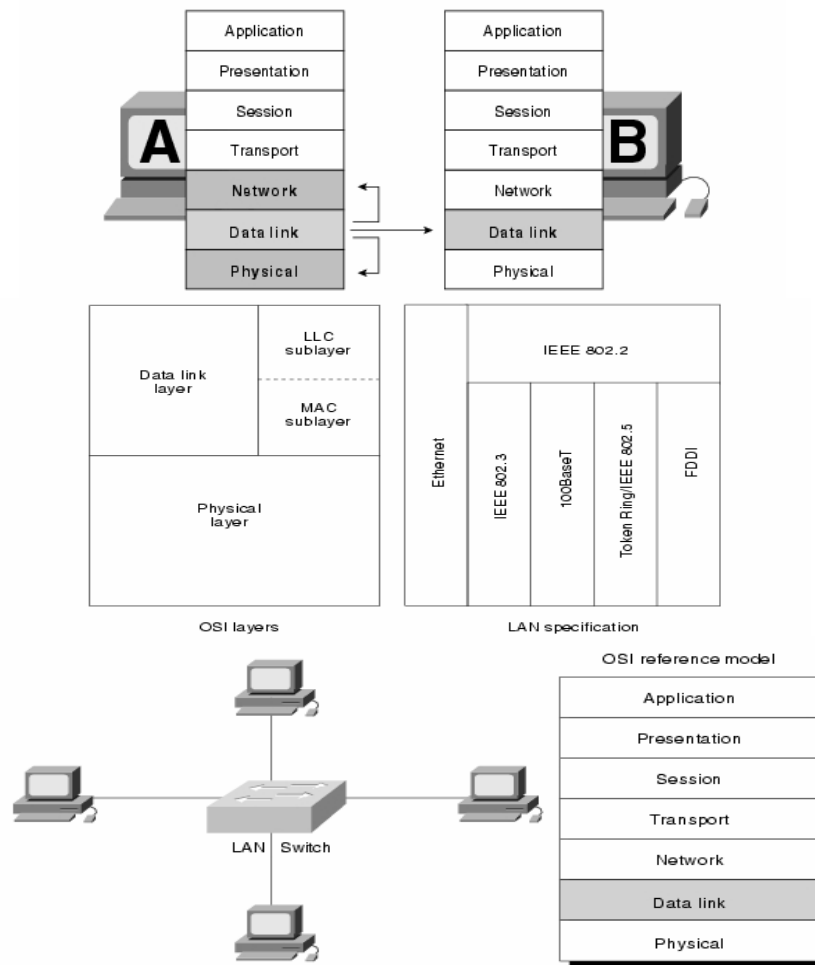 Application
Presentation
Session
Transport
Network
Data link
Physical
A
Application
Presentation
Session
Transport
Network
Data link
Physical
B
Data link
layer
LLC
sublayer
MAC
sublayer
Physical
layer
OSI layers
Ethernet
IEEE 802.2
IEEE 802.3
100BaseT
Token Ring/IEEE 802.5
FDDI
LAN specification
LAN Switch
OSI reference model
Application
Presentation
Session
Transport
Network
Data link
Physical